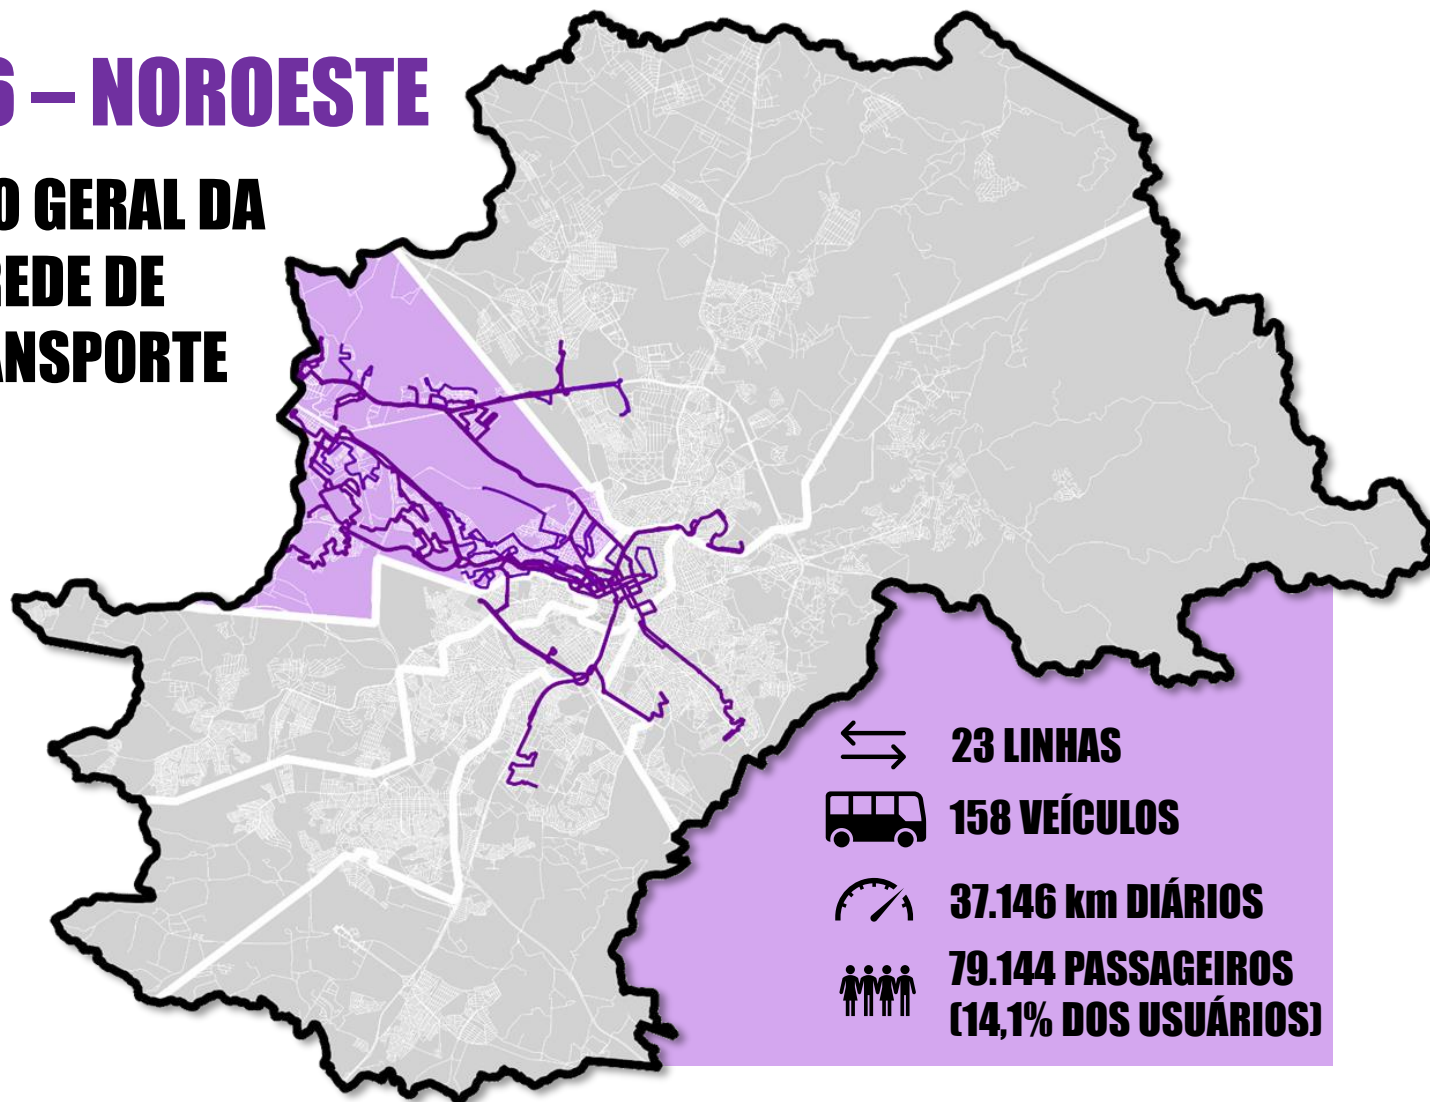 6 – NOROESTE
O GERAL DA
REDE DE
ANSPORTE
23 LINHAS
158 VEÍCULOS
37.146 km DIÁRIOS
79.144 PASSAGEIROS
(14,1% DOS USUÁRIOS)